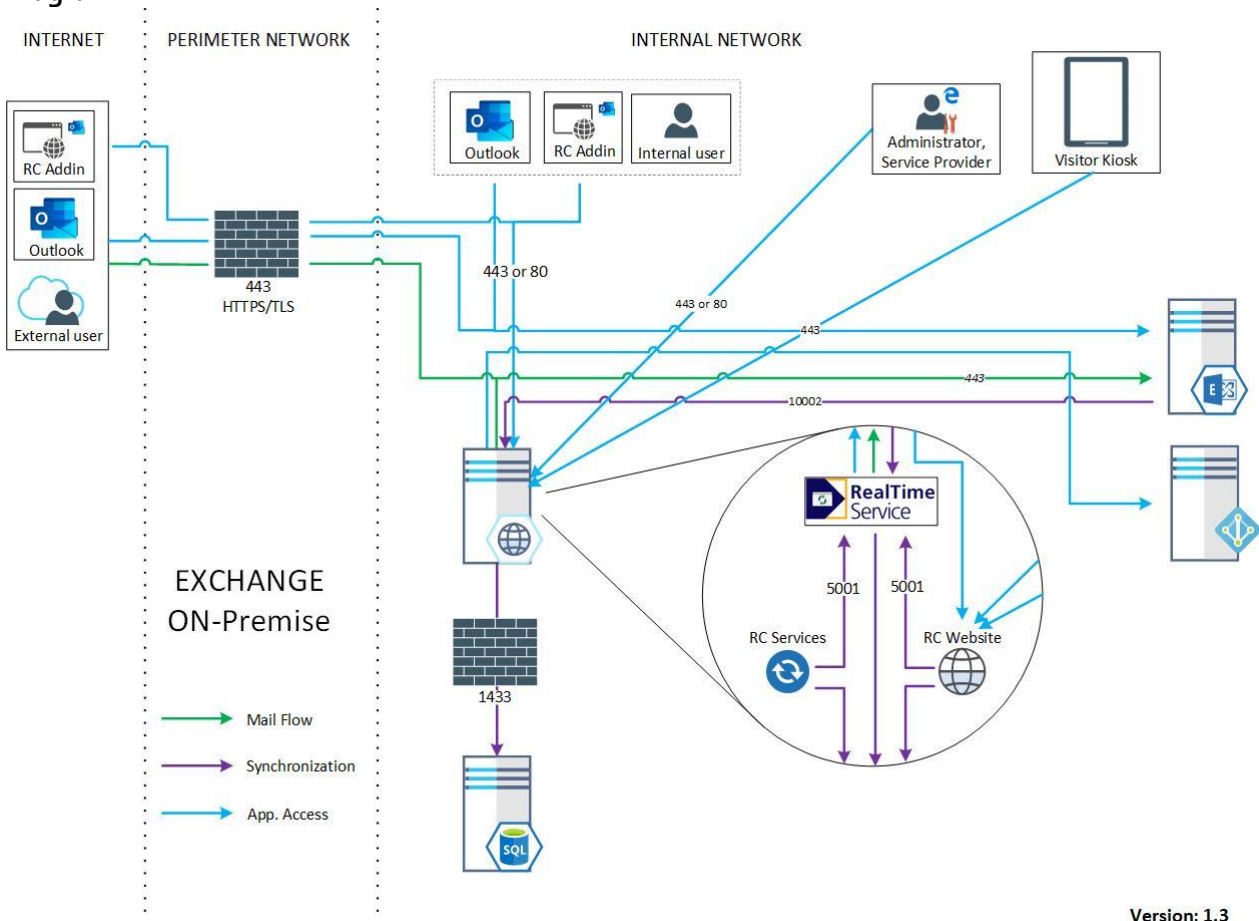 INTERNET
PERIMETER NETWORK
INTERNAL NETWORK
RC Addin
Outlook
External user
443
HTTPS/TLS
Outlook
RC Addin
Internal user
Administrator,
Service Provider
Visitor Kiosk
443 or 80
443 or 80
443
443
10002
E
RealTime
Service
5001
5001
RC Services
RC Website
EXCHANGE
ON-Premise
1433
SQL
Mail Flow
Synchronization
App. Access
Version: 1.3